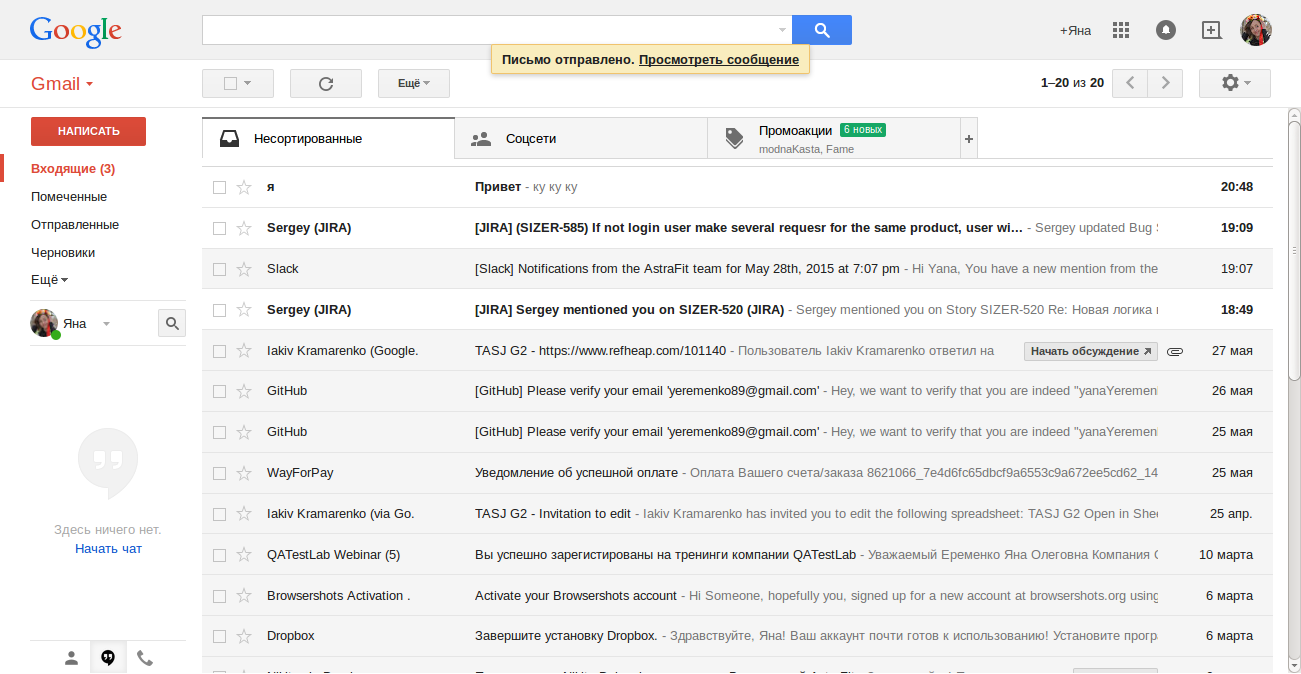 Google
+Яна
Письмо отправлено. Просмотреть сообщение
Gmail
Ещё
1–20 из 20
НАПИСАТЬ
Входящие (3)
Помеченные
Отправленные
Черновики
Ещё
Яна
Здесь ничего нет.
Начать чат
Несортированные
Соцсети
Промоакции 6 новых
modnaKasta, Fame
+
я Привет - ку ку ку 20:48
Sergey (JIRA) [JIRA] (SIZER-585) If not login user make several requesr for the same product, user wi… - Sergey updated Bug 19:09
Slack [Slack] Notifications from the AstraFit team for May 28th, 2015 at 7:07 pm - Hi Yana, You have a new mention from the 19:07
Sergey (JIRA) [JIRA] Sergey mentioned you on SIZER-520 (JIRA) - Sergey mentioned you on Story SIZER-520 Re: Новая логика 18:49
Iakiv Kramarenko (Google. TASJ G2 - https://www.refheap.com/101140 - Пользователь Iakiv Kramarenko ответил на Начать обсуждение 27 мая
GitHub [GitHub] Please verify your email 'yeremenko89@gmail.com' - Hey, we want to verify that you are indeed "yanaYeremen 26 мая
GitHub [GitHub] Please verify your email 'yeremenko89@gmail.com' - Hey, we want to verify that you are indeed "yanaYeremen 25 мая
WayForPay Уведомление об успешной оплате - Оплата Вашего счета/заказа 8621066_7e4d6fc65dbcf9a6553c9a672ee5cd62_14 25 мая
Iakiv Kramarenko (via Go. TASJ G2 - Invitation to edit - Iakiv Kramarenko has invited you to edit the following spreadsheet: TASJ G2 Open in Shee 25 апр.
QATestLab Webinar (5) Вы успешно зарегистированы на тренинги компании QATestLab - Уважаемый Еременко Яна Олеговна Компания 10 марта
Browsershots Activation . Activate your Browsershots account - Hi Someone, hopefully you, signed up for a new account at browsershots.org using 6 марта
Dropbox Завершите установку Dropbox. - Здравствуйте, Яна! Ваш аккаунт почти готов к использованию! Установите прогр 6 марта